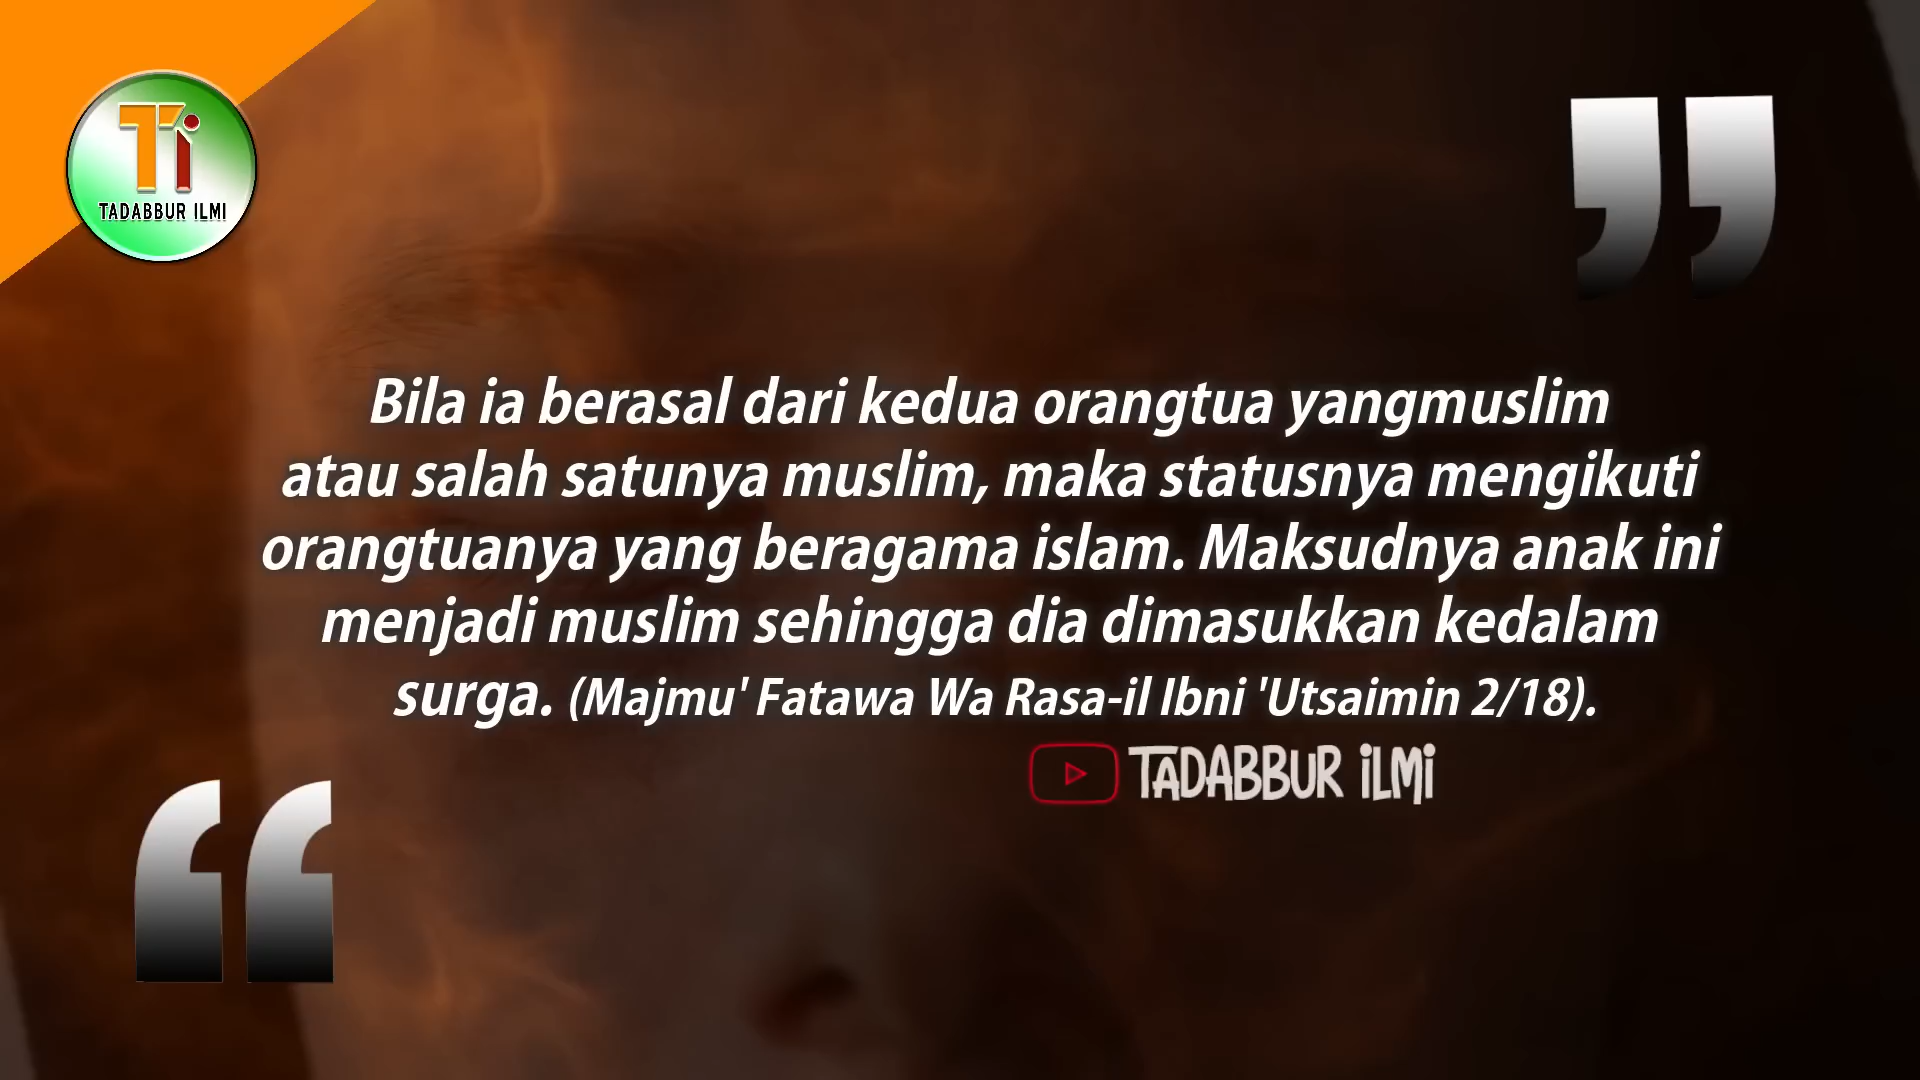 Ti
TADABBUR ILMI
Bila ia berasal dari kedua orangtua yangmuslim
atau salah satunya muslim, maka statusnya mengikuti
orangtuanya yang beragama islam. Maksudnya anak ini
menjadi muslim sehingga dia dimasukkan kedalam
surga. (Majmu' Fatawa Wa Rasa-il Ibni 'Utsaimin 2/18).
TADABBUR iLMi